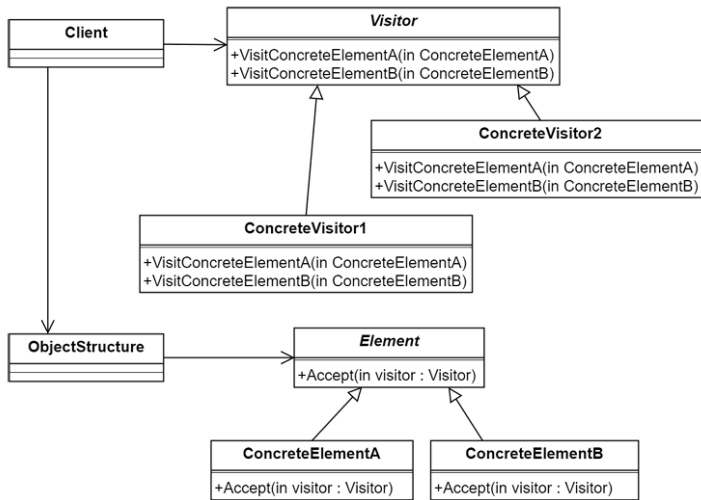 Client
Visitor
+VisitConcreteElementA(in ConcreteElementA)
+VisitConcreteElementB(in ConcreteElementB)
ConcreteVisitor2
+VisitConcreteElementA(in ConcreteElementA)
+VisitConcreteElementB(in ConcreteElementB)
ConcreteVisitor1
+VisitConcreteElementA(in ConcreteElementA)
+VisitConcreteElementB(in ConcreteElementB)
ObjectStructure
Element
+Accept(in visitor : Visitor)
ConcreteElementA
+Accept(in visitor : Visitor)
ConcreteElementB
+Accept(in visitor : Visitor)